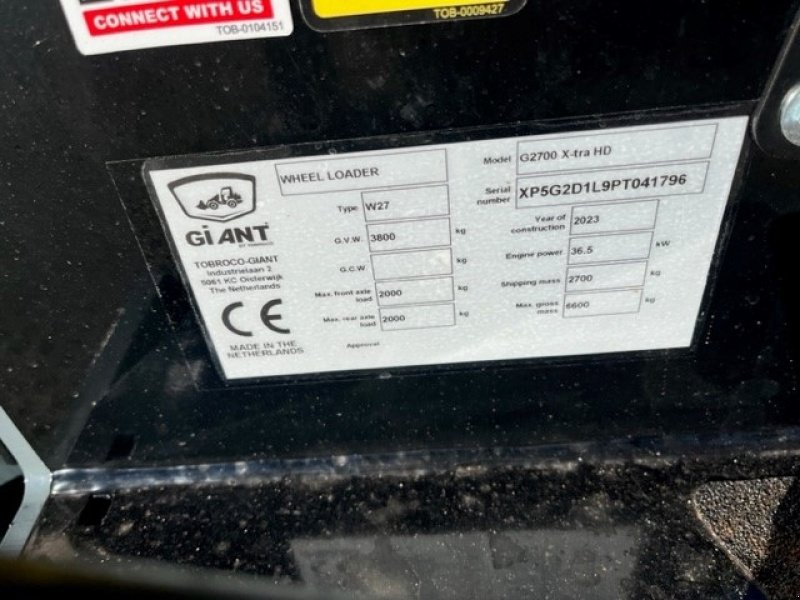 CONNECT WITH US
TOB-0104151
TOB-0009427
WHEEL LOADER
Model G2700 X-tra HD
Type W27
Serial number XP5G2D1L9PT041796
G.V.W. 3800 kg
Year of construction 2023
G.C.W. kg
Engine power 36.5 kW
Max. front axle load 2000 kg
Shipping mass 2700 kg
Max. rear axle load 2000 kg
Max. gross mass 6600 kg
Approval
GiANT
BY TOBROCO
TOBROCO-GIANT
Industrielaan 2
5061 KC Oisterwijk
The Netherlands
CE
MADE IN THE
NETHERLANDS